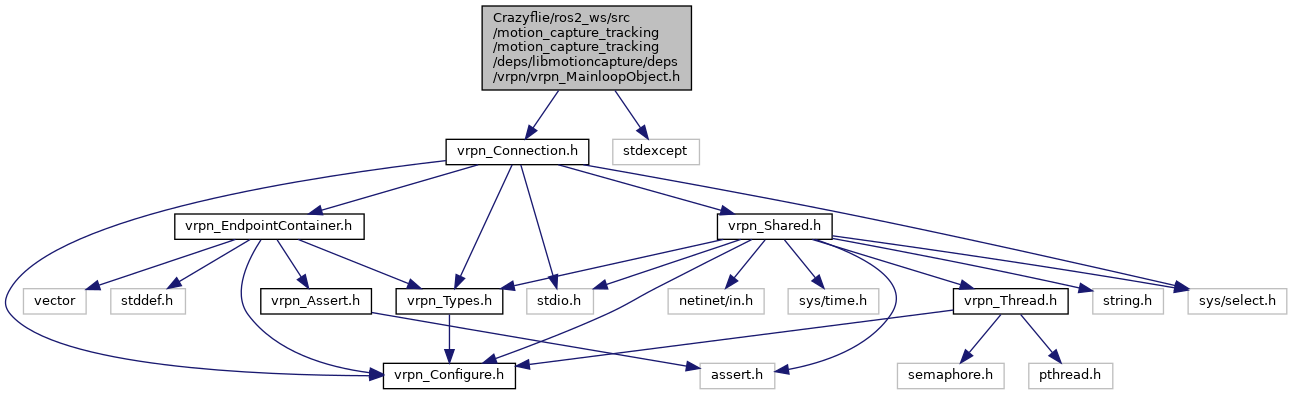 Crazyflie/ros2_ws/src
/motion_capture_tracking
/motion_capture_tracking
/deps/libmotioncapture/deps
/vrpn/vrpn_MainloopObject.h
vrpn_Connection.h
stdexcept
vrpn_EndpointContainer.h
vrpn_Shared.h
vector
stddef.h
vrpn_Assert.h
vrpn_Types.h
stdio.h
netinet/in.h
sys/time.h
vrpn_Thread.h
string.h
sys/select.h
vrpn_Configure.h
assert.h
semaphore.h
pthread.h